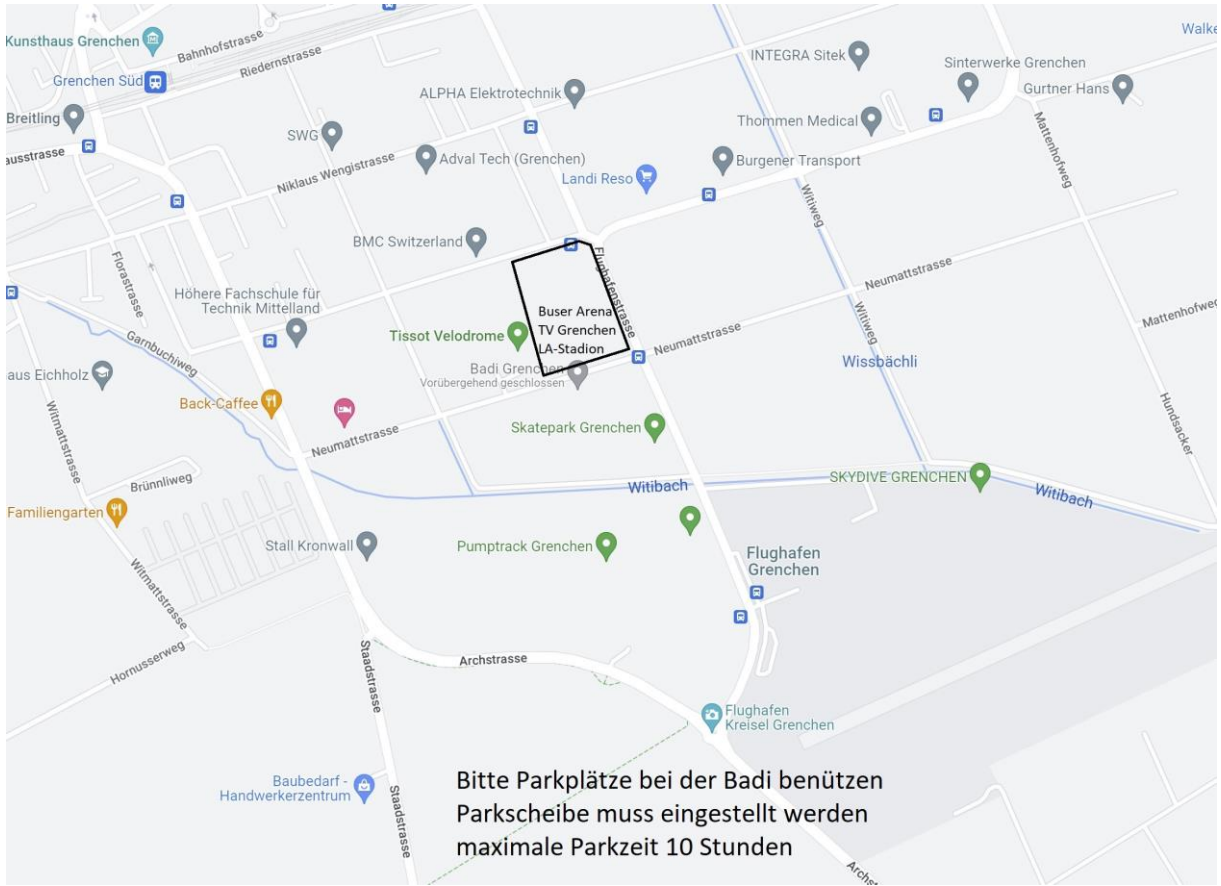 Kunsthaus Grenchen
Bahnhofstrasse
Walke
INTEGRA Sitek
Sinterwerke Grenchen
Riedernstrasse
Grenchen Süd
ALPHA Elektrotechnik
Gurtner Hans
Breitling
Thommen Medical
SWG
ausstrasse
Adval Tech (Grenchen)
Burgener Transport
Mattenhofweg
Niklaus Wengistrasse
Landi Reso
Witiweg
BMC Switzerland
Flughafenstrasse
Florastrasse
Neumattstrasse
Höhere Fachschule für
Technik Mittelland
Buser Arena
TV Grenchen
LA-Stadion
Mattenhofweg
Tissot Velodrome
Neumattstrasse
Witiweg
Garnbuchiweg
Wissbächli
Badi Grenchen
Vorübergehend geschlossen
aus Eichholz
Back-Caffee
Hundsacker
Skatepark Grenchen
Neumattstrasse
Witmattstrasse
SKYDIVE GRENCHEN
Brünnliweg
Witibach
Witibach
Familiengarten
Stall Kronwall
Pumptrack Grenchen
Flughafen
Grenchen
Witmattstrasse
Hornusserweg
Staadstrasse
Archstrasse
Flughafen
Kreisel Grenchen
Baubedarf -
Handwerkerzentrum
Staadstrasse
Bitte Parkplätze bei der Badi benützen
Parkscheibe muss eingestellt werden
maximale Parkzeit 10 Stunden
Archst